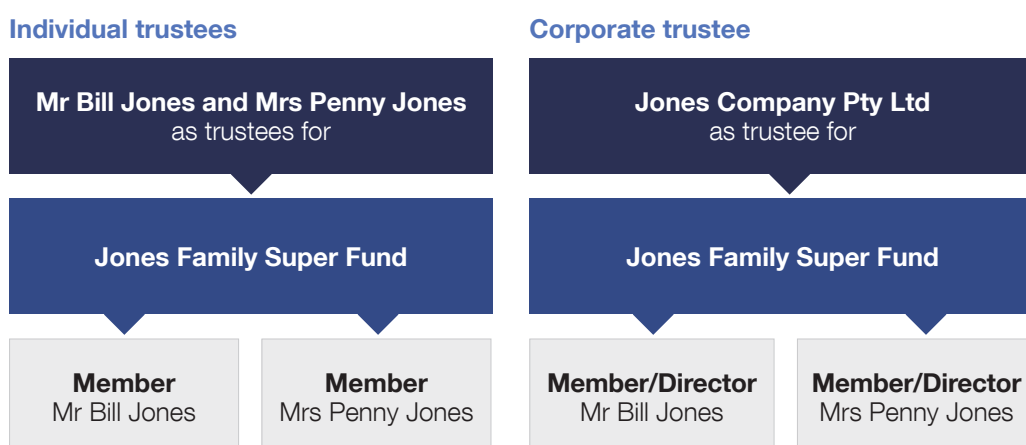 Individual trustees
Mr Bill Jones and Mrs Penny Jones
as trustees for
Jones Family Super Fund
Member
Mr Bill Jones
Member
Mrs Penny Jones
Corporate trustee
Jones Company Pty Ltd
as trustee for
Jones Family Super Fund
Member/Director
Mr Bill Jones
Member/Director
Mrs Penny Jones